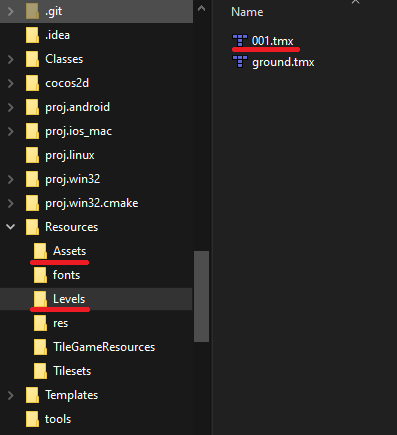 .git
.idea
Classes
cocos2d
proj.android
proj.ios_mac
proj.linux
proj.win32
proj.win32.cmake
Resources
Assets
fonts
Levels
res
TileGameResources
Tilesets
Templates
tools
Name
001.tmx
ground.tmx